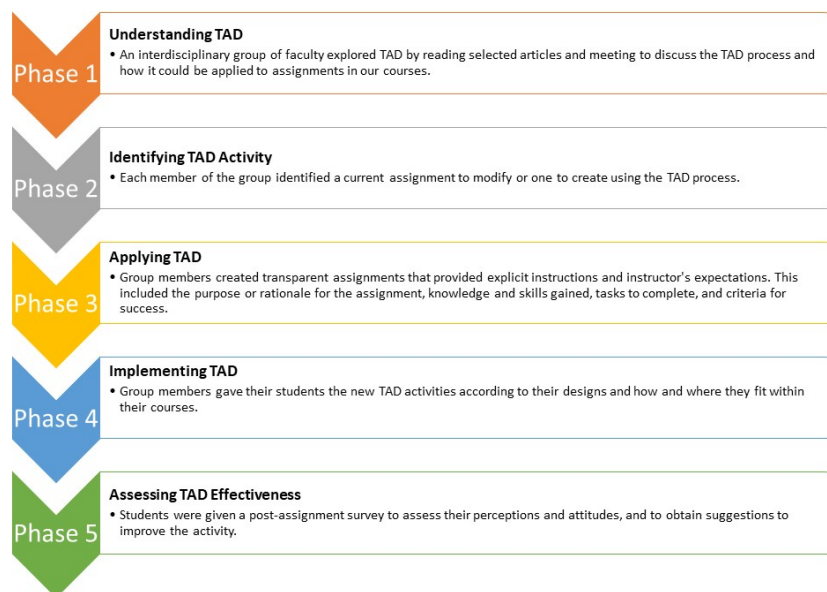 Phase 1
Understanding TAD
• An interdisciplinary group of faculty explored TAD by reading selected articles and meeting to discuss the TAD process and
how it could be applied to assignments in our courses.
Phase 2
Identifying TAD Activity
• Each member of the group identified a current assignment to modify or one to create using the TAD process.
Phase 3
Applying TAD
• Group members created transparent assignments that provided explicit instructions and instructor's expectations. This
included the purpose or rationale for the assignment, knowledge and skills gained, tasks to complete, and criteria for
success.
Phase 4
Implementing TAD
• Group members gave their students the new TAD activities according to their designs and how and where they fit within
their courses.
Phase 5
Assessing TAD Effectiveness
• Students were given a post-assignment survey to assess their perceptions and attitudes, and to obtain suggestions to
improve the activity.